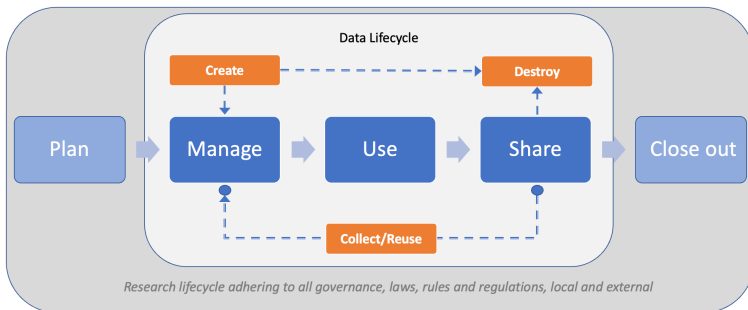 Data Lifecycle
Create
Destroy
Plan
Manage
Use
Share
Close out
Collect/Reuse
Research lifecycle adhering to all governance, laws, rules and regulations, local and external